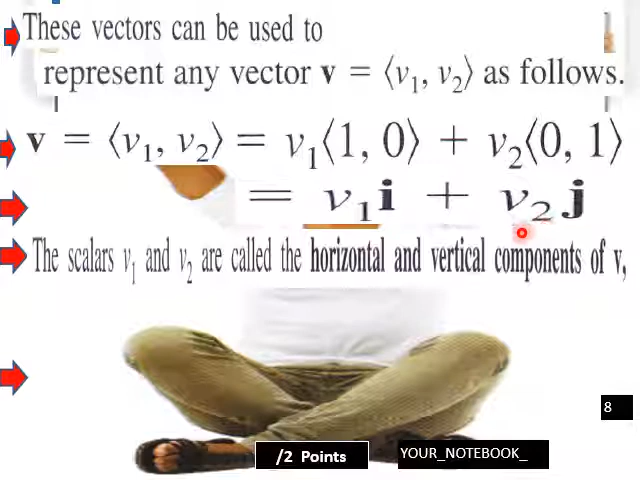 These vectors can be used to
represent any vector v = ⟨v₁, v₂⟩ as follows.
v = ⟨v₁, v₂⟩ = v₁⟨1, 0⟩ + v₂⟨0, 1⟩
= v₁i + v₂j
The scalars v₁ and v₂ are called the horizontal and vertical components of v,
8
/2 Points
YOUR_NOTEBOOK_